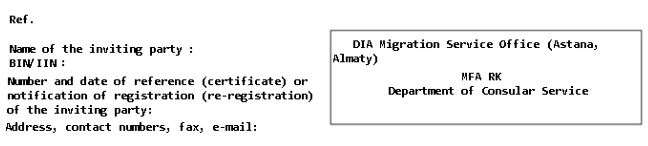 Ref.
Name of the inviting party :
BIN/IIN :
Number and date of reference (certificate) or
notification of registration (re-registration)
of the inviting party:
Address, contact numbers, fax, e-mail:
DIA Migration Service Office (Astana,
Almaty)
MFA RK
Department of Consular Service